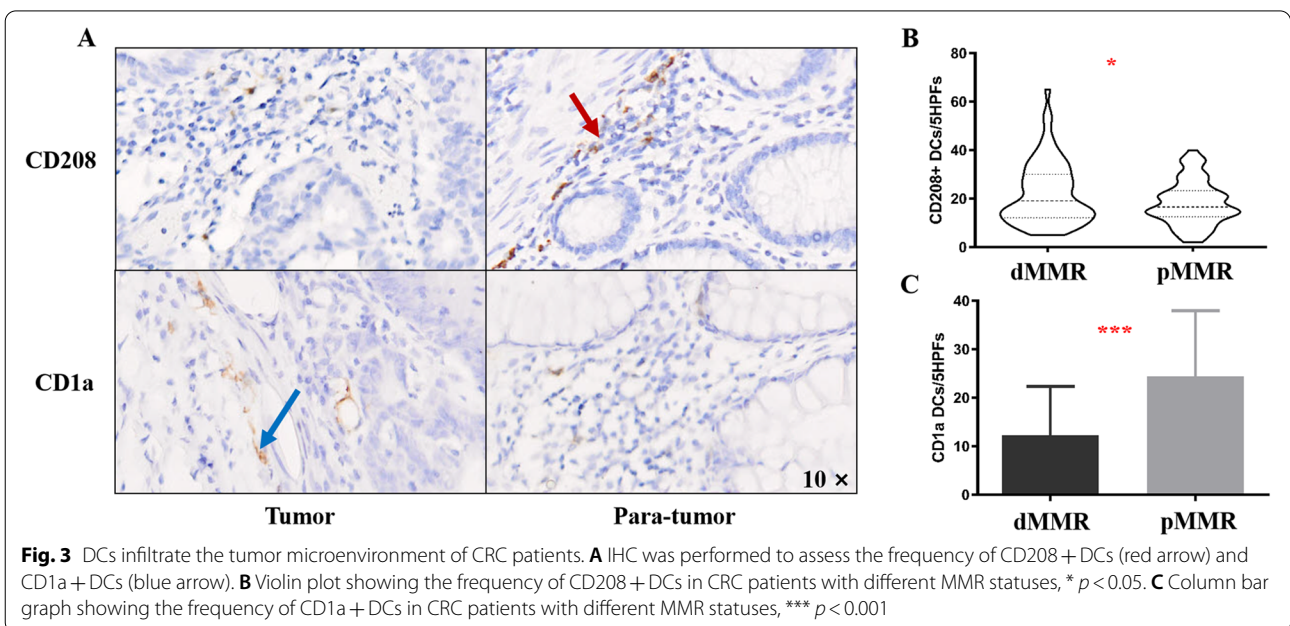 A
CD208
CD1a
10 ×
Tumor
Para-tumor
B
CD208+ DCs/5HPFs
80
60
40
20
0
*
dMMR
pMMR
C
CD1a DCs/5HPFs
40
30
20
10
0
***
dMMR
pMMR
Fig. 3 DCs infiltrate the tumor microenvironment of CRC patients. A IHC was performed to assess the frequency of CD208 + DCs (red arrow) and
CD1a + DCs (blue arrow). B Violin plot showing the frequency of CD208 + DCs in CRC patients with different MMR statuses, * p < 0.05. C Column bar
graph showing the frequency of CD1a + DCs in CRC patients with different MMR statuses, *** p < 0.001